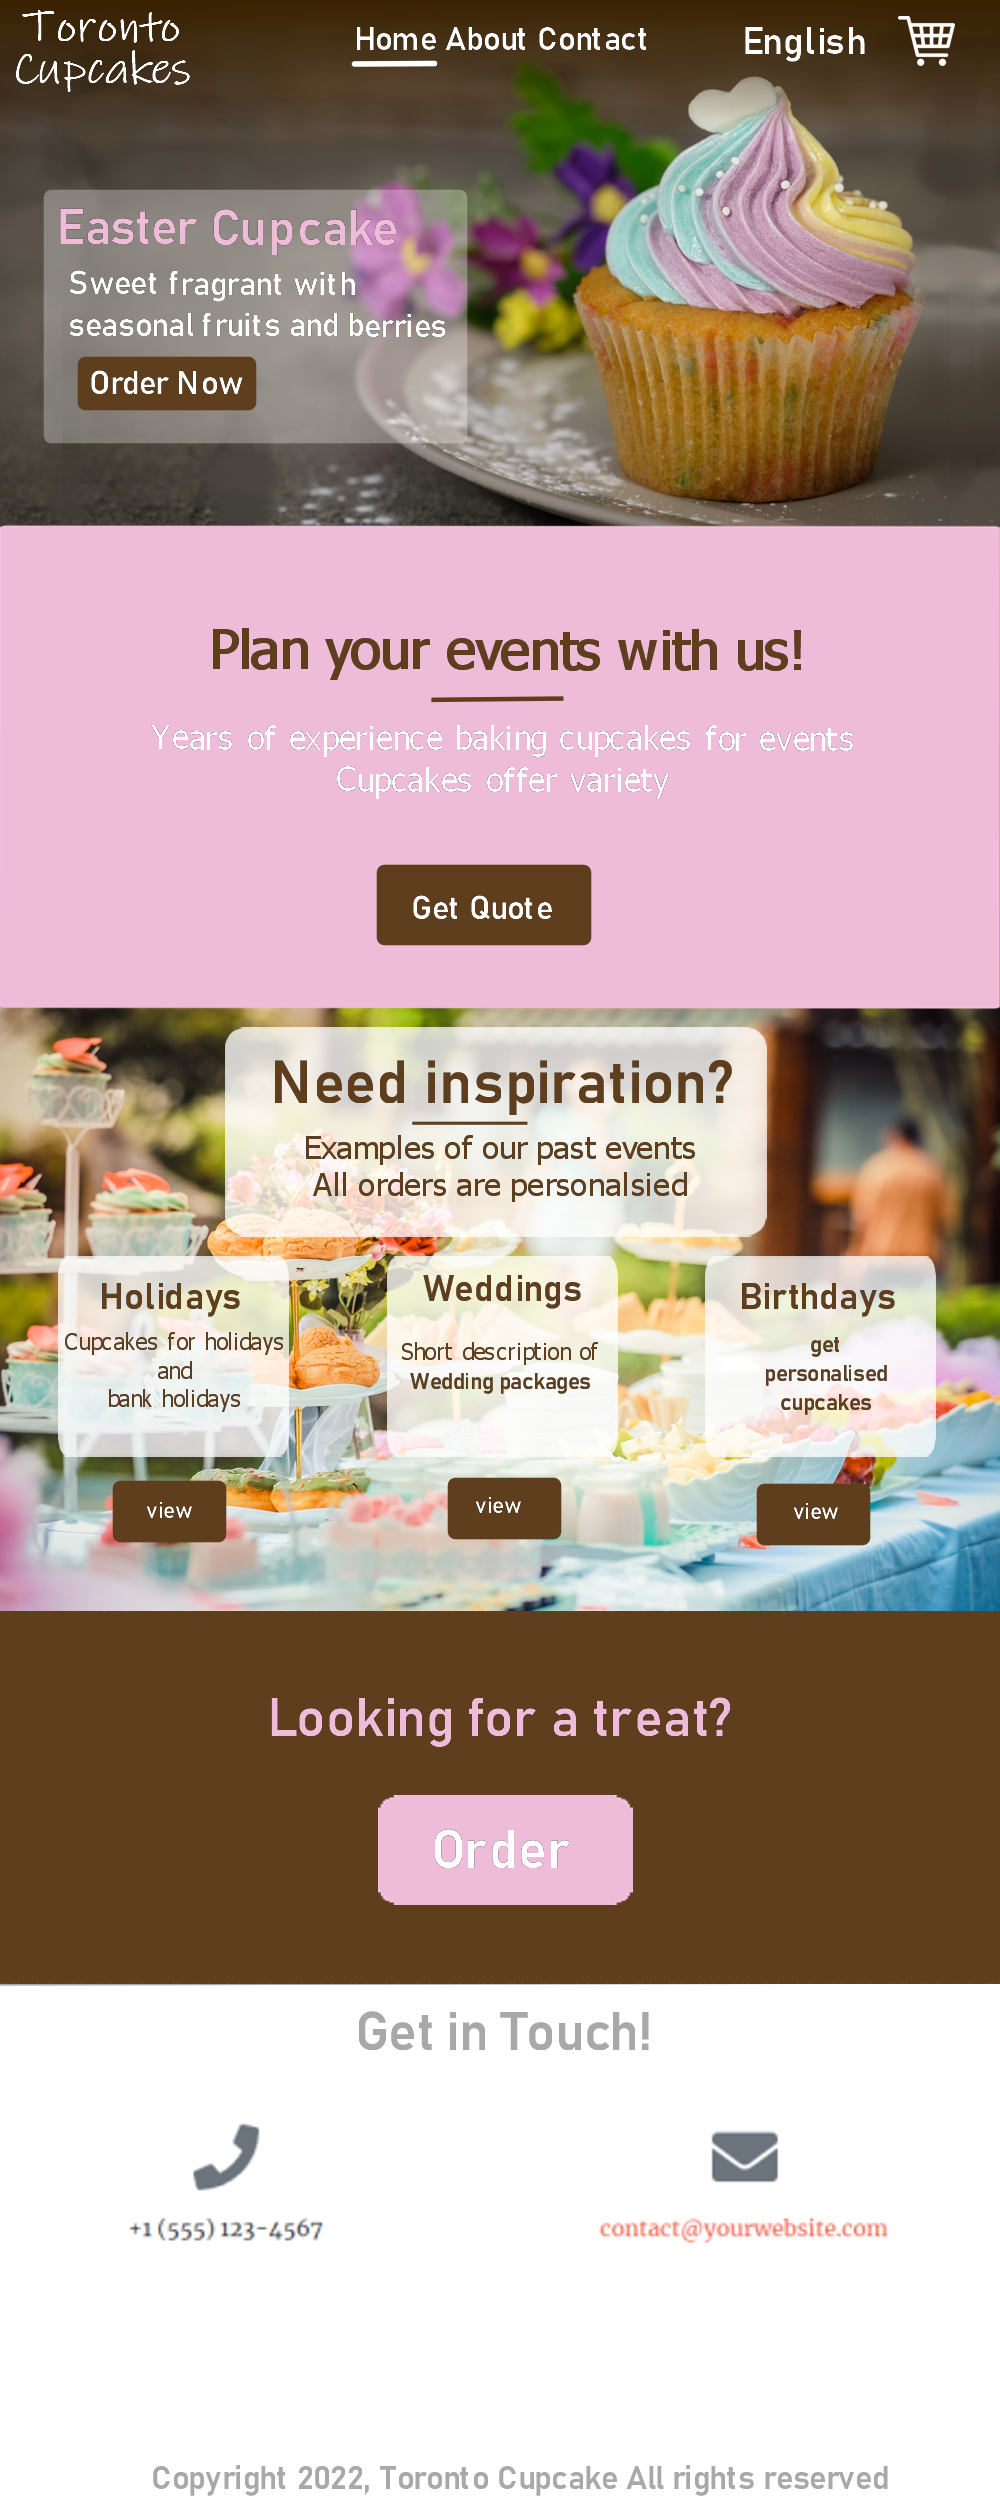 Toronto
Cupcakes
Home About Contact
English
Easter Cupcake
Sweet fragrant with
seasonal fruits and berries
Order Now
Plan your events with us!
Years of experience baking cupcakes for events
Cupcakes offer variety
Get Quote
Need inspiration?
Examples of our past events
All orders are personalsied
Holidays
Cupcakes for holidays
and
bank holidays
view
Weddings
Short description of
Wedding packages
view
Birthdays
get
personalised
cupcakes
view
Looking for a treat?
Order
Get in Touch!
+1 (555) 123-4567
contact@yourwebsite.com
Copyright 2022, Toronto Cupcake All rights reserved